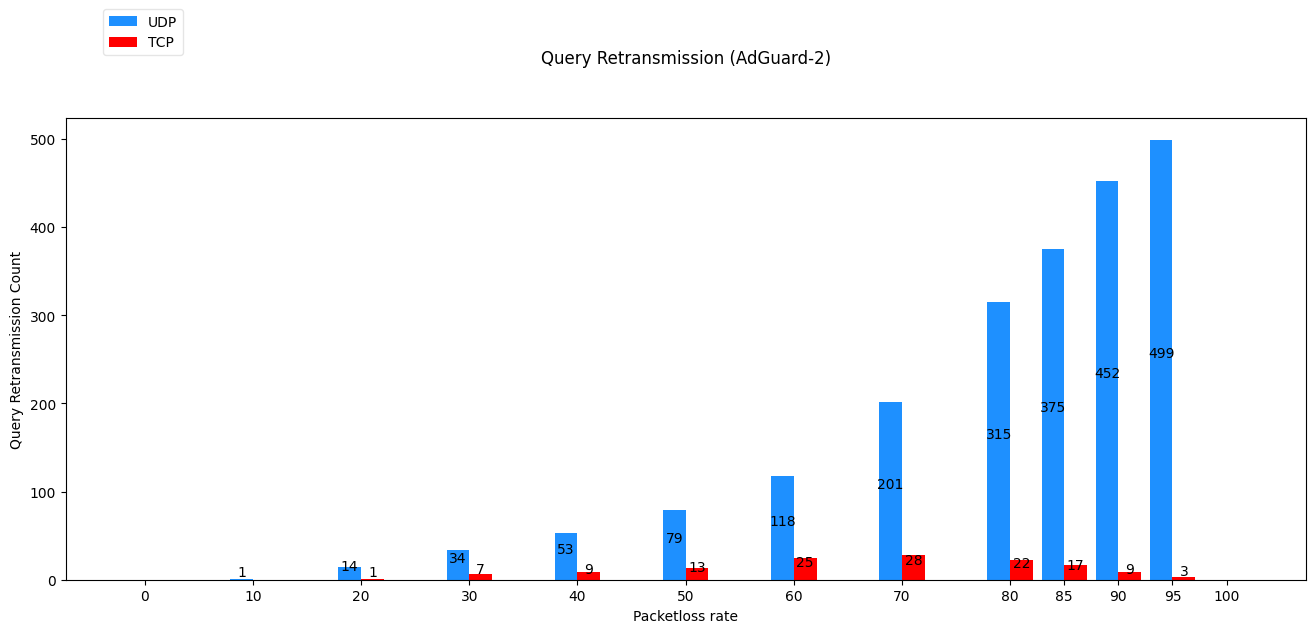 UDP
TCP
Query Retransmission (AdGuard-2)
Query Retransmission Count
500
400
300
200
100
0
1
14 1
34 7
53 9
79 13
118 25
201 28
315 22
375 17
452 9
499 3
0 10 20 30 40 50 60 70 80 85 90 95 100
Packetloss rate